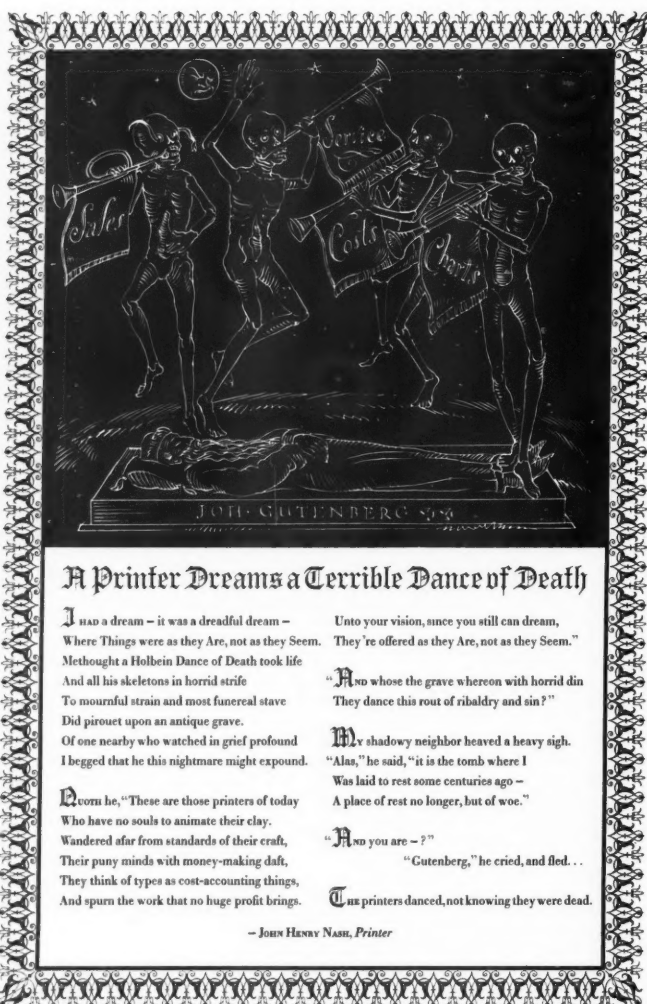 Sales
Service
Costs
Charts
JOH · GUTENBERG
A Printer Dreams a Terrible Dance of Death
I HAD a dream – it was a dreadful dream –
Where Things were as they Are, not as they Seem.
Methought a Holbein Dance of Death took life
And all his skeletons in horrid strife
To mournful strain and most funereal stave
Did pirouet upon an antique grave.
Of one nearby who watched in grief profound
I begged that he this nightmare might expound.
QUOTH he, "These are those printers of today
Who have no souls to animate their clay.
Wandered afar from standards of their craft,
Their puny minds with money-making daft,
They think of types as cost-accounting things,
And spurn the work that no huge profit brings.
Unto your vision, since you still can dream,
They're offered as they Are, not as they Seem."
"AND whose the grave whereon with horrid din
They dance this rout of ribaldry and sin?"
MY shadowy neighbor heaved a heavy sigh.
"Alas," he said, "it is the tomb where I
Was laid to rest some centuries ago –
A place of rest no longer, but of woe."
"AND you are – ?"
"Gutenberg," he cried, and fled...
THE printers danced, not knowing they were dead.
– JOHN HENRY NASH, Printer